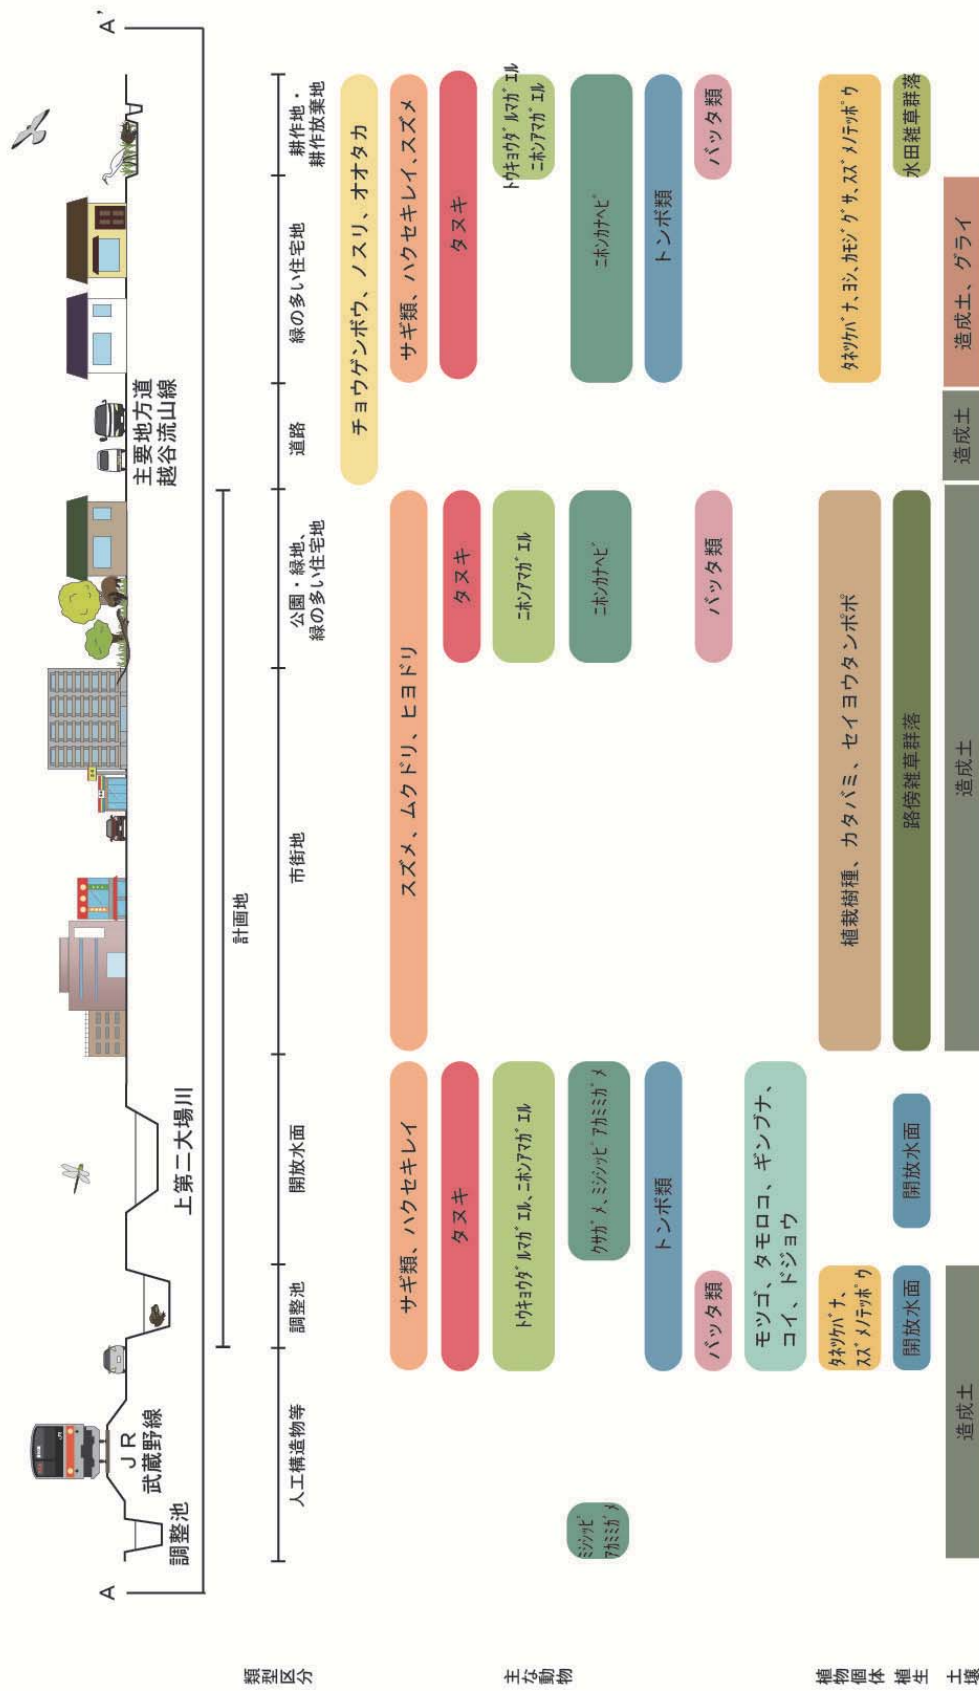 A
A'
調整池
JR
武蔵野線
上第二大場川
主要地方道
越谷流山線
計画地
類型区分
人工構造物等
調整池
開放水面
市街地
公園・緑地、
緑の多い住宅地
道路
緑の多い住宅地
耕作地・
耕作放棄地
主な動物
チョウゲンボウ、ノスリ、オオタカ
サギ類、ハクセキレイ
スズメ、ムクドリ、ヒヨドリ
サギ類、ハクセキレイ、スズメ
タヌキ
タヌキ
タヌキ
トウキョウダルマガエル、ニホンアマガエル
ニホンアマガエル
トウキョウダルマガエル
ニホンアマガエル
ミシシッピ
アカミミガメ
クサガメ、ミシシッピアカミミガメ
ニホンカナヘビ
ニホンカナヘビ
トンボ類
トンボ類
バッタ類
バッタ類
バッタ類
モツゴ、タモロコ、ギンブナ、
コイ、ドジョウ
植物個体
タネツケバナ、
スズメノテッポウ
植栽樹種、カタバミ、セイヨウタンポポ
タネツケバナ、ヨシ、カモジグサ、スズメノテッポウ
植生
開放水面
開放水面
路傍雑草群落
水田雑草群落
土壌
造成土
造成土
造成土
造成土、グライ